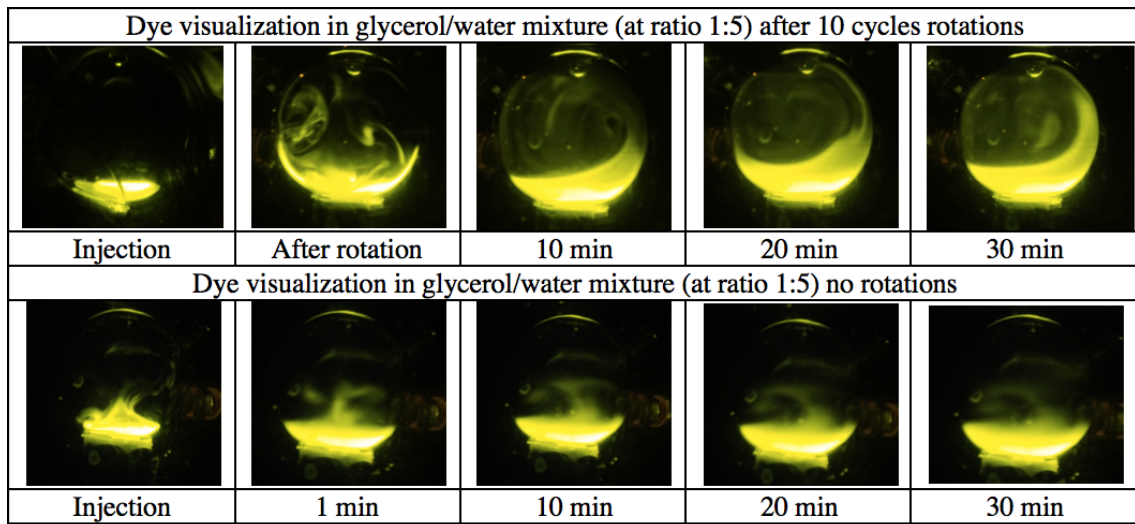 Dye visualization in glycerol/water mixture (at ratio 1:5) after 10 cycles rotations
Injection After rotation 10 min 20 min 30 min
Dye visualization in glycerol/water mixture (at ratio 1:5) no rotations
Injection 1 min 10 min 20 min 30 min